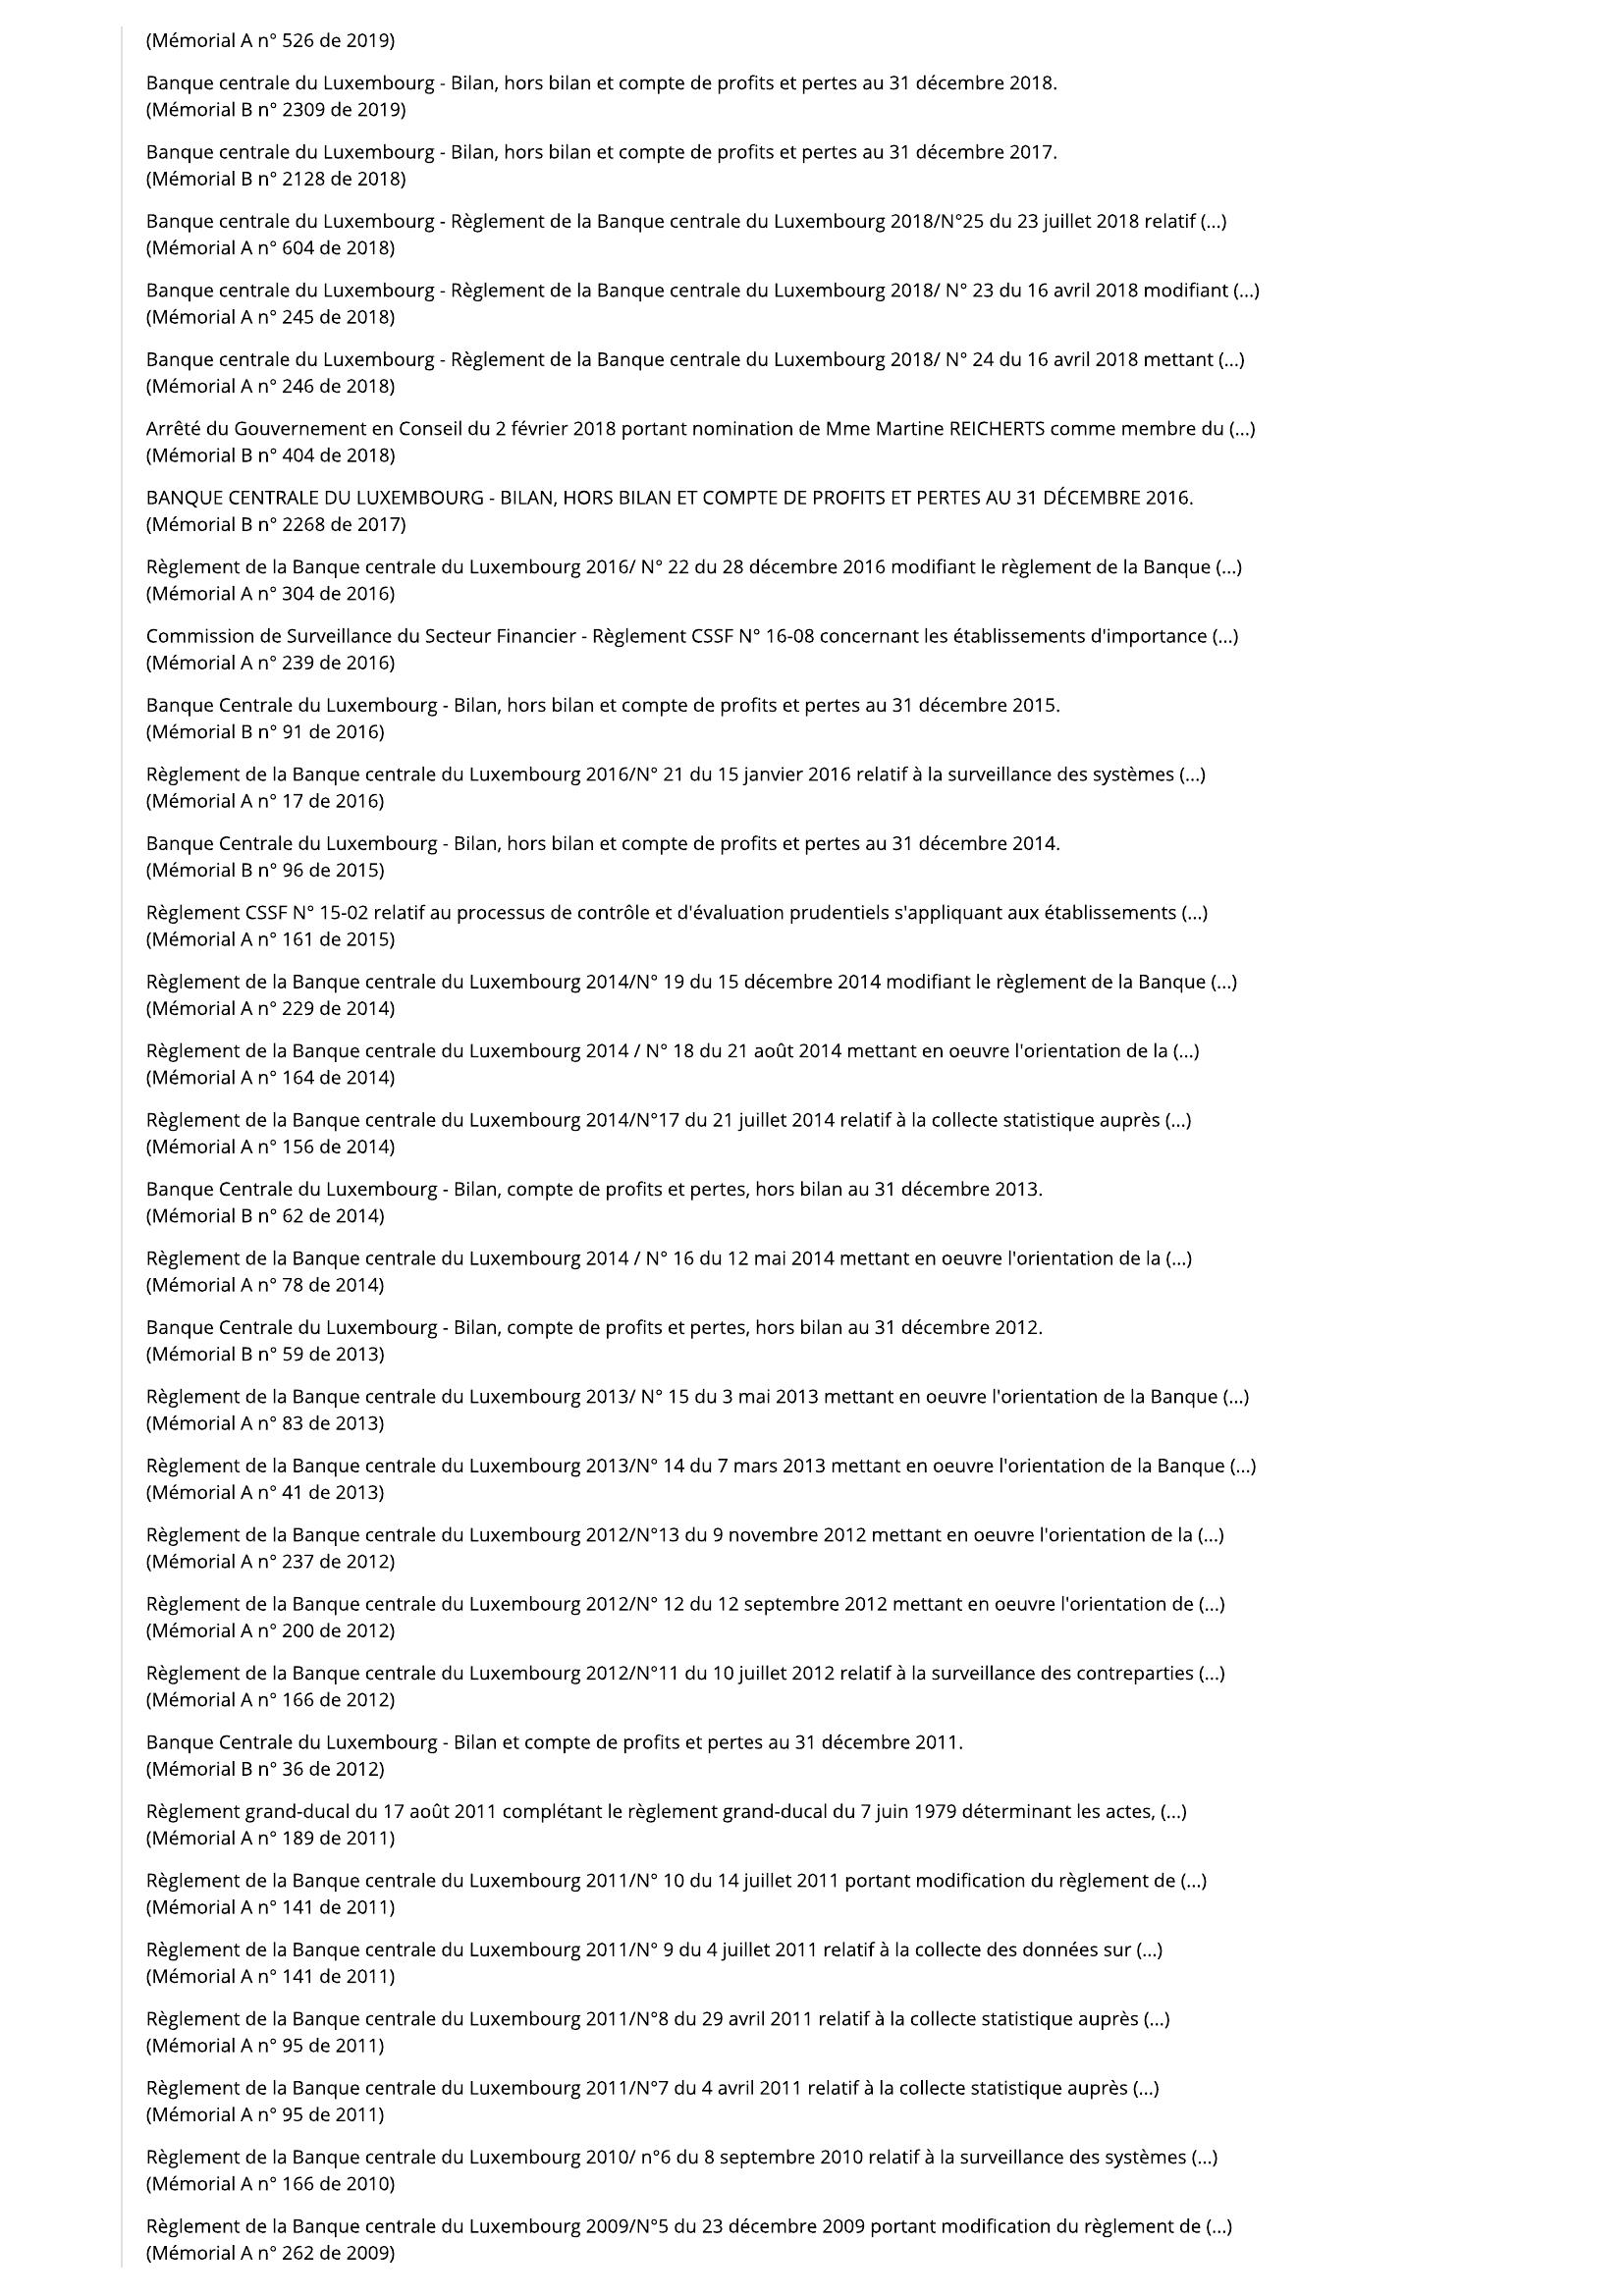 (Mémorial A n° 526 de 2019)
Banque centrale du Luxembourg - Bilan, hors bilan et compte de profits et pertes au 31 décembre 2018.
(Mémorial B n° 2309 de 2019)
Banque centrale du Luxembourg - Bilan, hors bilan et compte de profits et pertes au 31 décembre 2017.
(Mémorial B n° 2128 de 2018)
Banque centrale du Luxembourg - Règlement de la Banque centrale du Luxembourg 2018/N°25 du 23 juillet 2018 relatif (...)
(Mémorial A n° 604 de 2018)
Banque centrale du Luxembourg - Règlement de la Banque centrale du Luxembourg 2018/ N° 23 du 16 avril 2018 modifiant (...)
(Mémorial A n° 245 de 2018)
Banque centrale du Luxembourg - Règlement de la Banque centrale du Luxembourg 2018/ N° 24 du 16 avril 2018 mettant (...)
(Mémorial A n° 246 de 2018)
Arrêté du Gouvernement en Conseil du 2 février 2018 portant nomination de Mme Martine REICHERTS comme membre du (...)
(Mémorial B n° 404 de 2018)
BANQUE CENTRALE DU LUXEMBOURG - BILAN, HORS BILAN ET COMPTE DE PROFITS ET PERTES AU 31 DÉCEMBRE 2016.
(Mémorial B n° 2268 de 2017)
Règlement de la Banque centrale du Luxembourg 2016/ N° 22 du 28 décembre 2016 modifiant le règlement de la Banque (...)
(Mémorial A n° 304 de 2016)
Commission de Surveillance du Secteur Financier - Règlement CSSF N° 16-08 concernant les établissements d'importance (...)
(Mémorial A n° 239 de 2016)
Banque Centrale du Luxembourg - Bilan, hors bilan et compte de profits et pertes au 31 décembre 2015.
(Mémorial B n° 91 de 2016)
Règlement de la Banque centrale du Luxembourg 2016/N° 21 du 15 janvier 2016 relatif à la surveillance des systèmes (...)
(Mémorial A n° 17 de 2016)
Banque Centrale du Luxembourg - Bilan, hors bilan et compte de profits et pertes au 31 décembre 2014.
(Mémorial B n° 96 de 2015)
Règlement CSSF N° 15-02 relatif au processus de contrôle et d'évaluation prudentiels s'appliquant aux établissements (...)
(Mémorial A n° 161 de 2015)
Règlement de la Banque centrale du Luxembourg 2014/N° 19 du 15 décembre 2014 modifiant le règlement de la Banque (...)
(Mémorial A n° 229 de 2014)
Règlement de la Banque centrale du Luxembourg 2014 / N° 18 du 21 août 2014 mettant en oeuvre l'orientation de la (...)
(Mémorial A n° 164 de 2014)
Règlement de la Banque centrale du Luxembourg 2014/N°17 du 21 juillet 2014 relatif à la collecte statistique auprès (...)
(Mémorial A n° 156 de 2014)
Banque Centrale du Luxembourg - Bilan, compte de profits et pertes, hors bilan au 31 décembre 2013.
(Mémorial B n° 62 de 2014)
Règlement de la Banque centrale du Luxembourg 2014 / N° 16 du 12 mai 2014 mettant en oeuvre l'orientation de la (...)
(Mémorial A n° 78 de 2014)
Banque Centrale du Luxembourg - Bilan, compte de profits et pertes, hors bilan au 31 décembre 2012.
(Mémorial B n° 59 de 2013)
Règlement de la Banque centrale du Luxembourg 2013/ N° 15 du 3 mai 2013 mettant en oeuvre l'orientation de la Banque (...)
(Mémorial A n° 83 de 2013)
Règlement de la Banque centrale du Luxembourg 2013/N° 14 du 7 mars 2013 mettant en oeuvre l'orientation de la Banque (...)
(Mémorial A n° 41 de 2013)
Règlement de la Banque centrale du Luxembourg 2012/N°13 du 9 novembre 2012 mettant en oeuvre l'orientation de la (...)
(Mémorial A n° 237 de 2012)
Règlement de la Banque centrale du Luxembourg 2012/N° 12 du 12 septembre 2012 mettant en oeuvre l'orientation de (...)
(Mémorial A n° 200 de 2012)
Règlement de la Banque centrale du Luxembourg 2012/N°11 du 10 juillet 2012 relatif à la surveillance des contreparties (...)
(Mémorial A n° 166 de 2012)
Banque Centrale du Luxembourg - Bilan et compte de profits et pertes au 31 décembre 2011.
(Mémorial B n° 36 de 2012)
Règlement grand-ducal du 17 août 2011 complétant le règlement grand-ducal du 7 juin 1979 déterminant les actes, (...)
(Mémorial A n° 189 de 2011)
Règlement de la Banque centrale du Luxembourg 2011/N° 10 du 14 juillet 2011 portant modification du règlement de (...)
(Mémorial A n° 141 de 2011)
Règlement de la Banque centrale du Luxembourg 2011/N° 9 du 4 juillet 2011 relatif à la collecte des données sur (...)
(Mémorial A n° 141 de 2011)
Règlement de la Banque centrale du Luxembourg 2011/N°8 du 29 avril 2011 relatif à la collecte statistique auprès (...)
(Mémorial A n° 95 de 2011)
Règlement de la Banque centrale du Luxembourg 2011/N°7 du 4 avril 2011 relatif à la collecte statistique auprès (...)
(Mémorial A n° 95 de 2011)
Règlement de la Banque centrale du Luxembourg 2010/ n°6 du 8 septembre 2010 relatif à la surveillance des systèmes (...)
(Mémorial A n° 166 de 2010)
Règlement de la Banque centrale du Luxembourg 2009/N°5 du 23 décembre 2009 portant modification du règlement de (...)
(Mémorial A n° 262 de 2009)